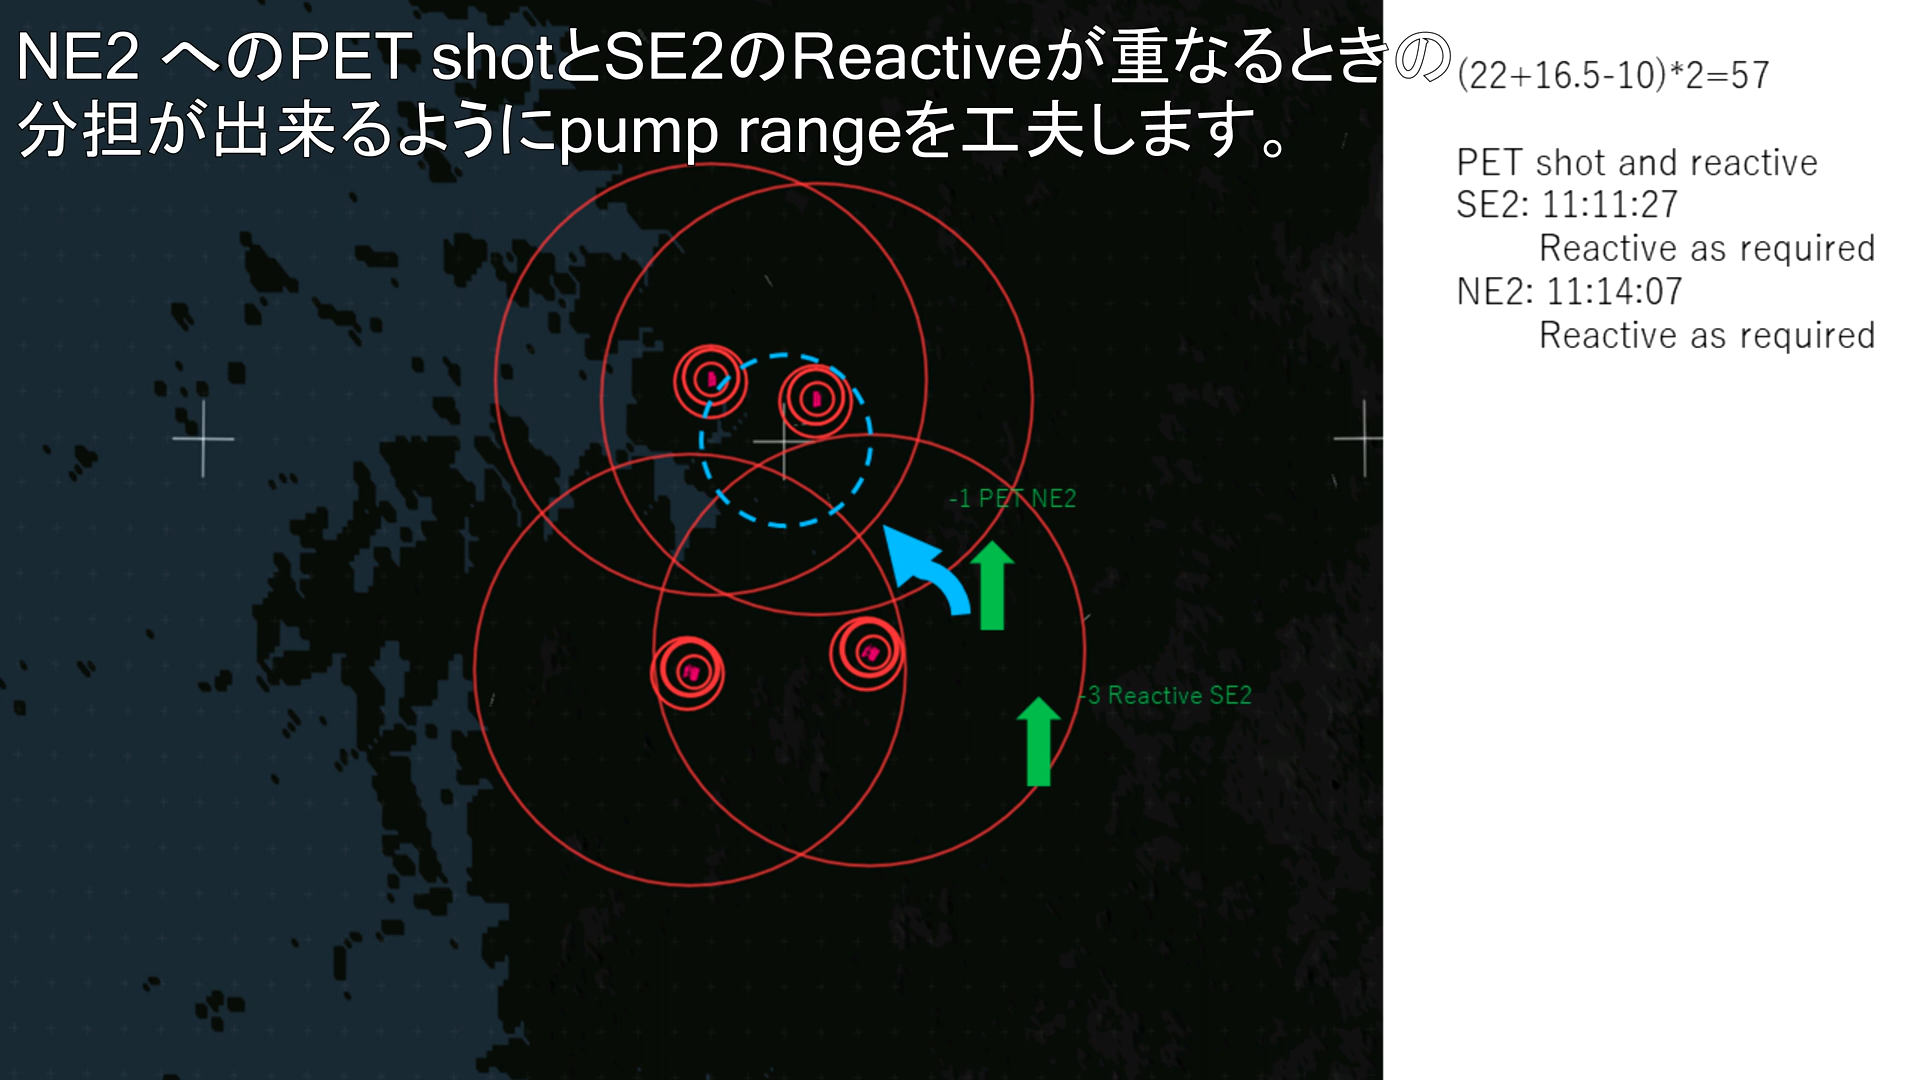 NE2 へのPET shotとSE2のReactiveが重なるときの
分担が出来るようにpump rangeを工夫します。
(22+16.5-10)*2=57
PET shot and reactive
SE2: 11:11:27
Reactive as required
NE2: 11:14:07
Reactive as required
-1 PET NE2
-3 Reactive SE2